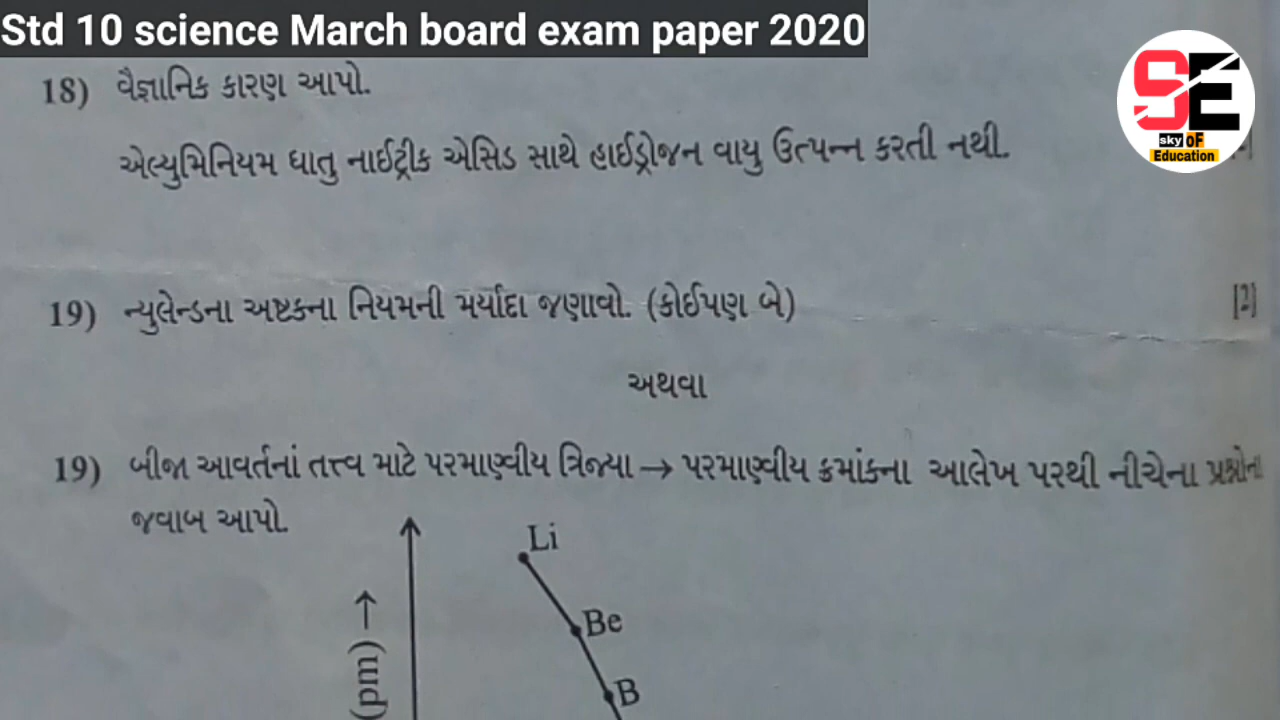 Std 10 science March board exam paper 2020
SE
sky OF
Education
18) વૈજ્ઞાનિક કારણ આપો.
એલ્યુમિનિયમ ધાતુ નાઈટ્રીક એસિડ સાથે હાઈડ્રોજન વાયુ ઉત્પન્ન કરતી નથી.
19) ન્યુલેન્ડના અષ્ટકના નિયમની મર્યાદા જણાવો. (કોઈપણ બે) [2]
અથવા
19) બીજા આવર્તનાં તત્ત્વ માટે પરમાણ્વીય ત્રિજ્યા → પરમાણ્વીય ક્રમાંકના આલેખ પરથી નીચેના પ્રશ્નોના
જવાબ આપો.
Li
Be
B
(pm) →